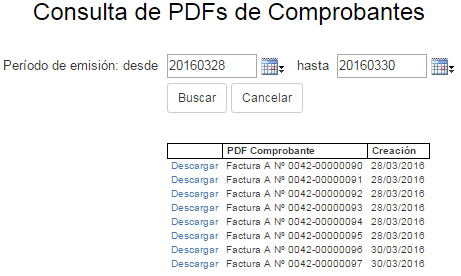 Consulta de PDFs de Comprobantes
Período de emisión: desde 20160328 hasta 20160330
Buscar Cancelar
PDF Comprobante Creación
Descargar Factura A Nº 0042-00000090 28/03/2016
Descargar Factura A Nº 0042-00000091 28/03/2016
Descargar Factura A Nº 0042-00000092 28/03/2016
Descargar Factura A Nº 0042-00000093 28/03/2016
Descargar Factura A Nº 0042-00000094 28/03/2016
Descargar Factura A Nº 0042-00000095 28/03/2016
Descargar Factura A Nº 0042-00000096 30/03/2016
Descargar Factura A Nº 0042-00000097 30/03/2016